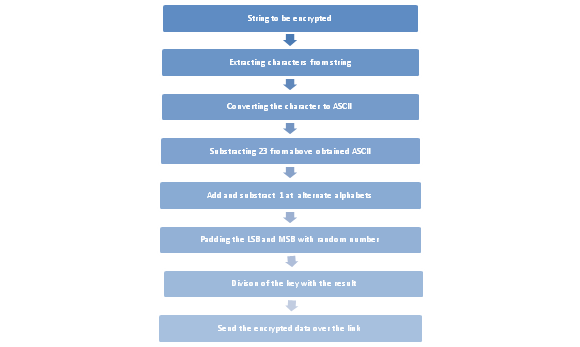 String to be encrypted
Extracting characters from string
Converting the character to ASCII
Substracting 23 from above obtained ASCII
Add and substract 1 at alternate alphabets
Padding the LSB and MSB with random number
Divison of the key with the result
Send the encrypted data over the link